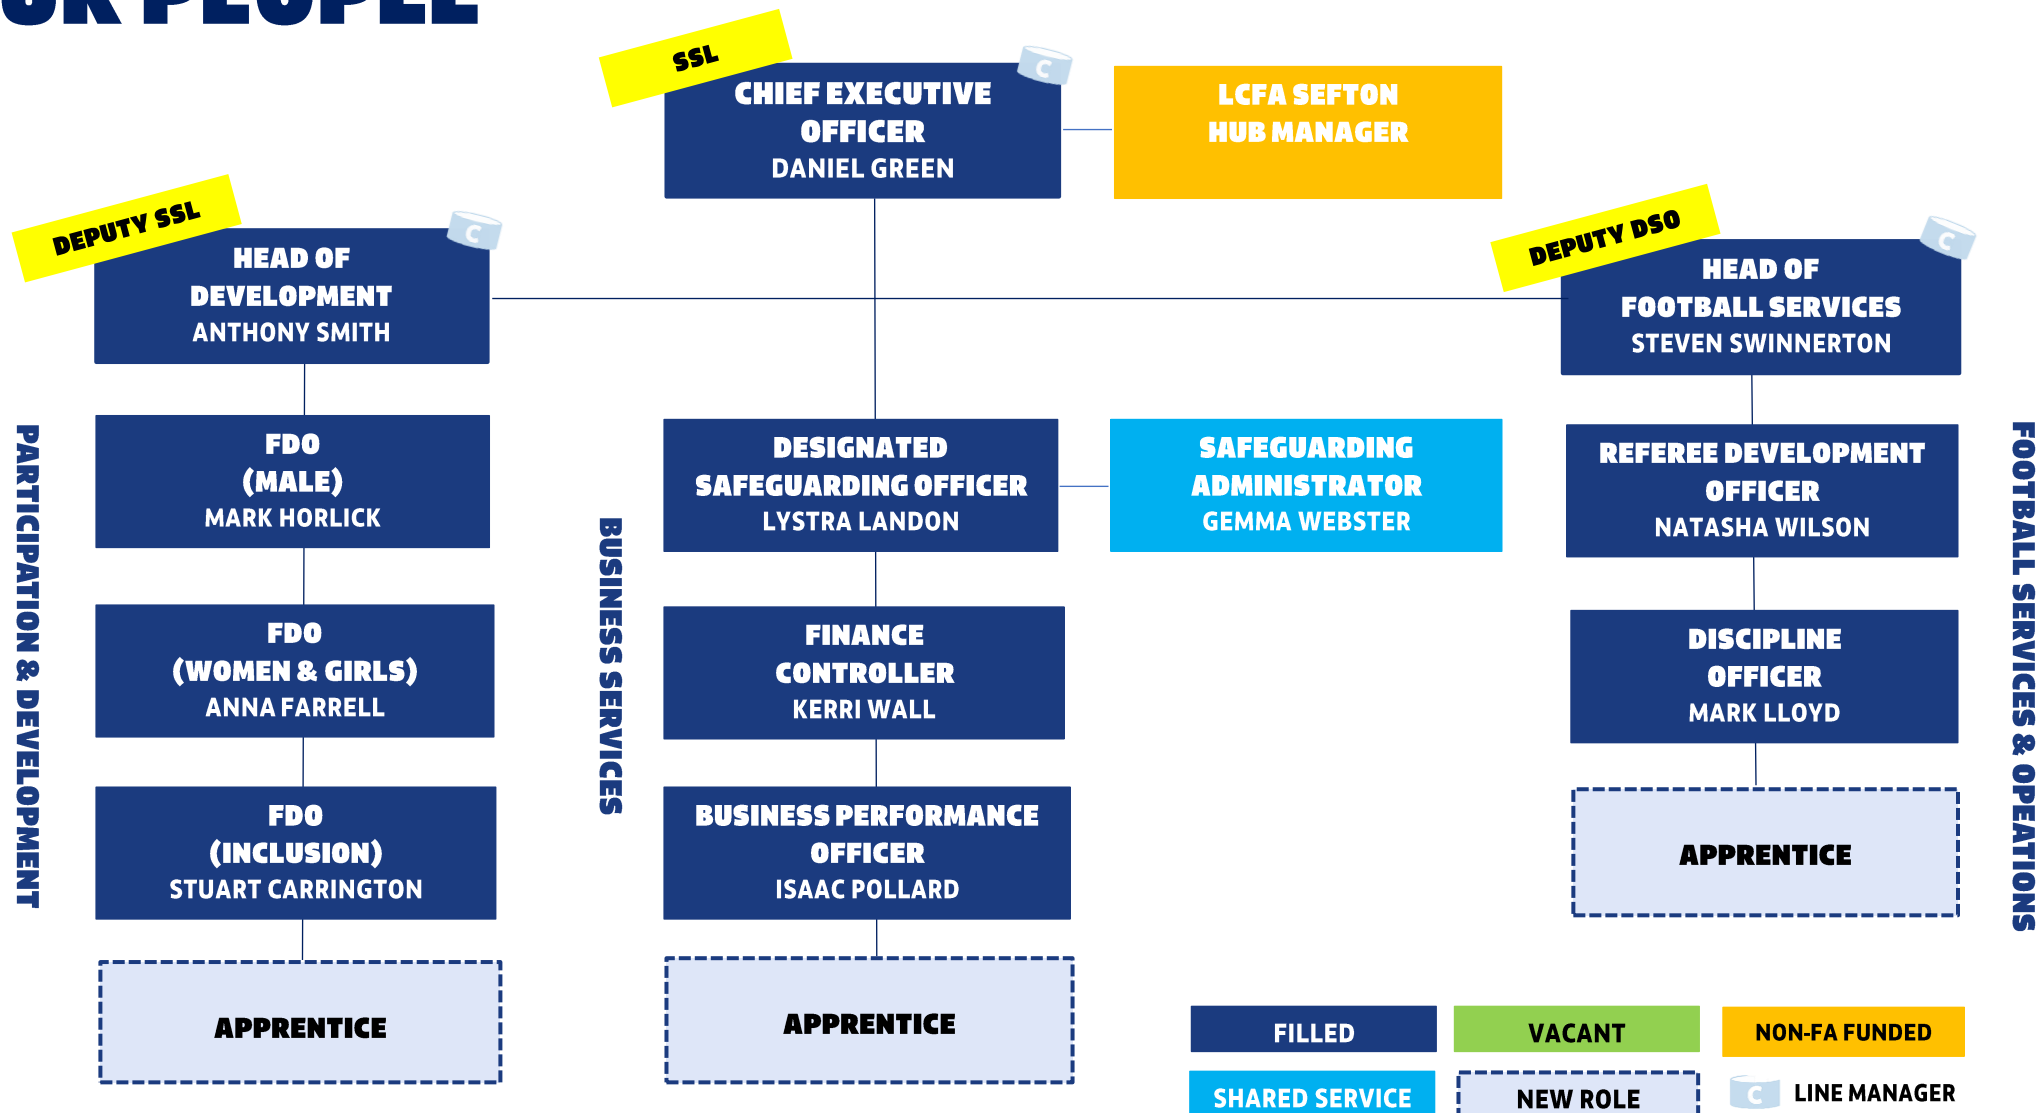 SSL
CHIEF EXECUTIVE
OFFICER
DANIEL GREEN
C
LCFA SEFTON
HUB MANAGER
DEPUTY SSL
HEAD OF
DEVELOPMENT
ANTHONY SMITH
C
DEPUTY DSO
HEAD OF
FOOTBALL SERVICES
STEVEN SWINNERTON
C
PARTICIPATION & DEVELOPMENT
FDO
(MALE)
MARK HORLICK
FDO
(WOMEN & GIRLS)
ANNA FARRELL
FDO
(INCLUSION)
STUART CARRINGTON
APPRENTICE
BUSINESS SERVICES
DESIGNATED
SAFEGUARDING OFFICER
LYSTRA LANDON
SAFEGUARDING
ADMINISTRATOR
GEMMA WEBSTER
FINANCE
CONTROLLER
KERRI WALL
BUSINESS PERFORMANCE
OFFICER
ISAAC POLLARD
APPRENTICE
REFEREE DEVELOPMENT
OFFICER
NATASHA WILSON
DISCIPLINE
OFFICER
MARK LLOYD
APPRENTICE
FOOTBALL SERVICES & OPEATIONS
FILLED
VACANT
NON-FA FUNDED
SHARED SERVICE
NEW ROLE
C LINE MANAGER